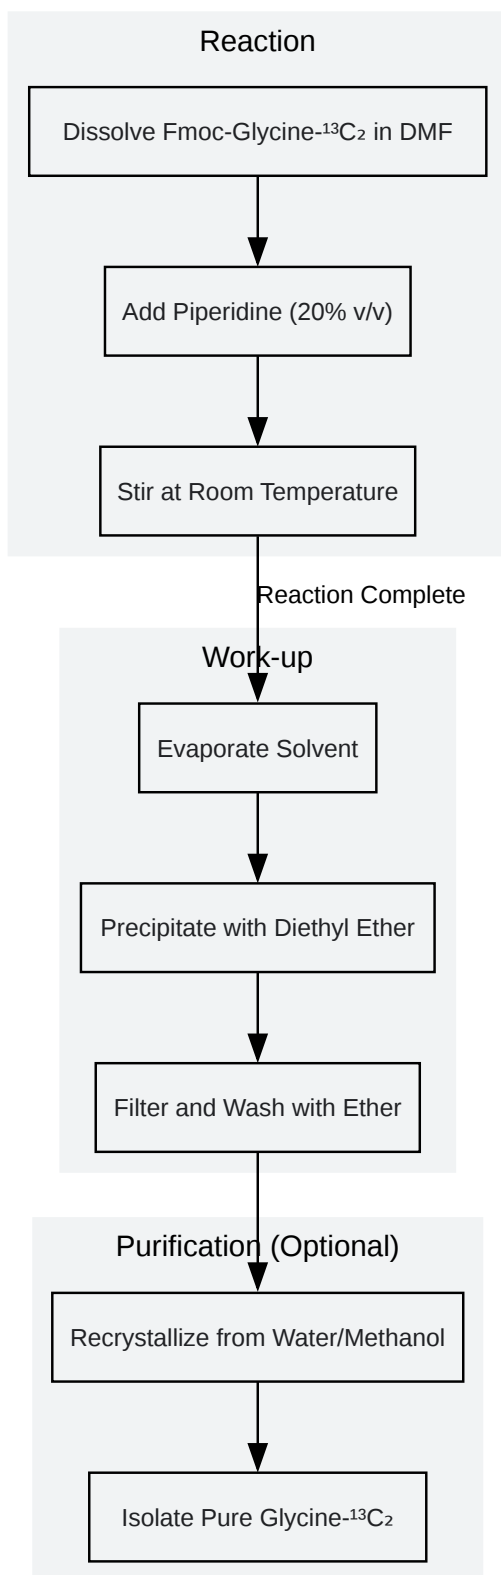 Reaction
Dissolve Fmoc-Glycine-¹³C₂ in DMF
Add Piperidine (20% v/v)
Stir at Room Temperature
Reaction Complete
Work-up
Evaporate Solvent
Precipitate with Diethyl Ether
Filter and Wash with Ether
Purification (Optional)
Recrystallize from Water/Methanol
Isolate Pure Glycine-¹³C₂